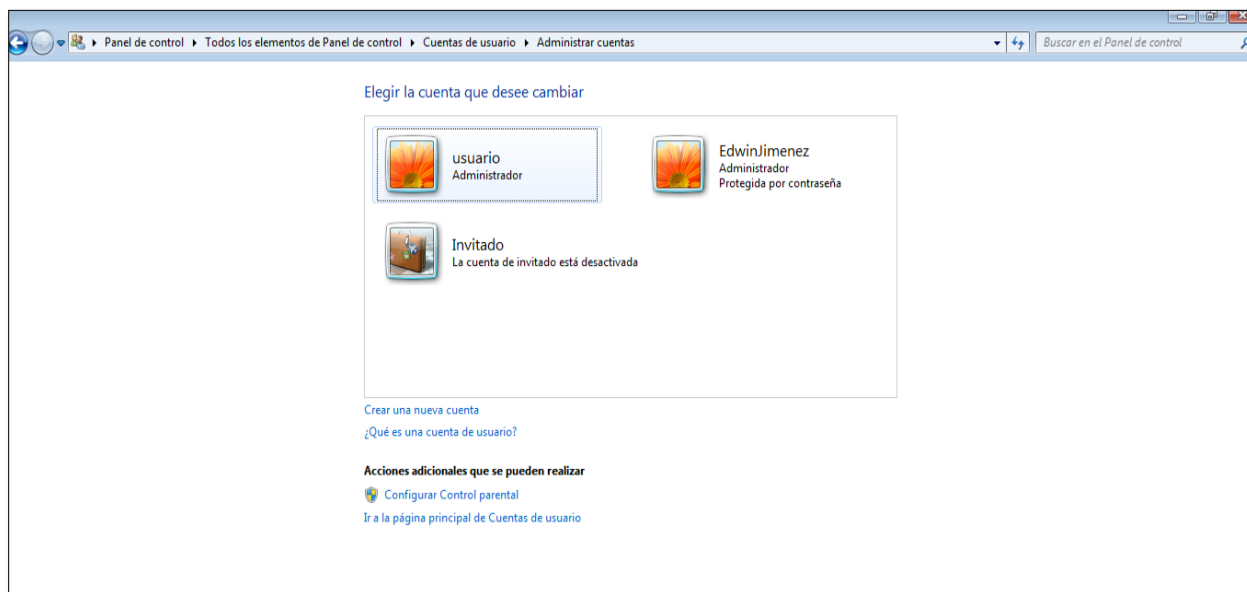 Panel de control ▸ Todos los elementos de Panel de control ▸ Cuentas de usuario ▸ Administrar cuentas
Buscar en el Panel de control
Elegir la cuenta que desee cambiar
usuario
Administrador
EdwinJimenez
Administrador
Protegida por contraseña
Invitado
La cuenta de invitado está desactivada
Crear una nueva cuenta
¿Qué es una cuenta de usuario?
Acciones adicionales que se pueden realizar
Configurar Control parental
Ir a la página principal de Cuentas de usuario